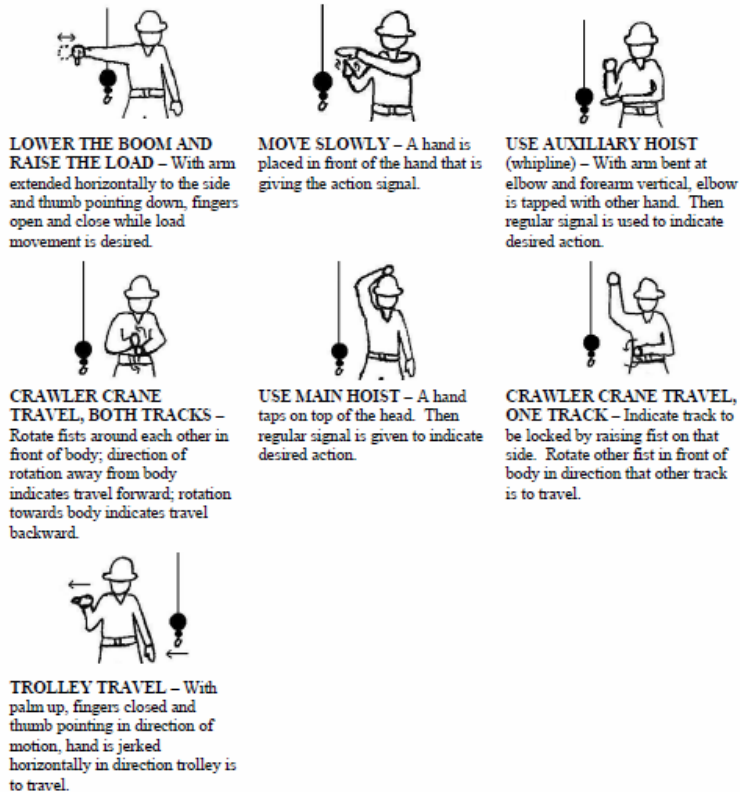 LOWER THE BOOM AND
RAISE THE LOAD – With arm
extended horizontally to the side
and thumb pointing down, fingers
open and close while load
movement is desired.
MOVE SLOWLY – A hand is
placed in front of the hand that is
giving the action signal.
USE AUXILIARY HOIST
(whipline) – With arm bent at
elbow and forearm vertical, elbow
is tapped with other hand. Then
regular signal is used to indicate
desired action.
CRAWLER CRANE
TRAVEL, BOTH TRACKS –
Rotate fists around each other in
front of body; direction of
rotation away from body
indicates travel forward; rotation
towards body indicates travel
backward.
USE MAIN HOIST – A hand
taps on top of the head. Then
regular signal is given to indicate
desired action.
CRAWLER CRANE TRAVEL,
ONE TRACK – Indicate track to
be locked by raising fist on that
side. Rotate other fist in front of
body in direction that other track
is to travel.
TROLLEY TRAVEL – With
palm up, fingers closed and
thumb pointing in direction of
motion, hand is jerked
horizontally in direction trolley is
to travel.